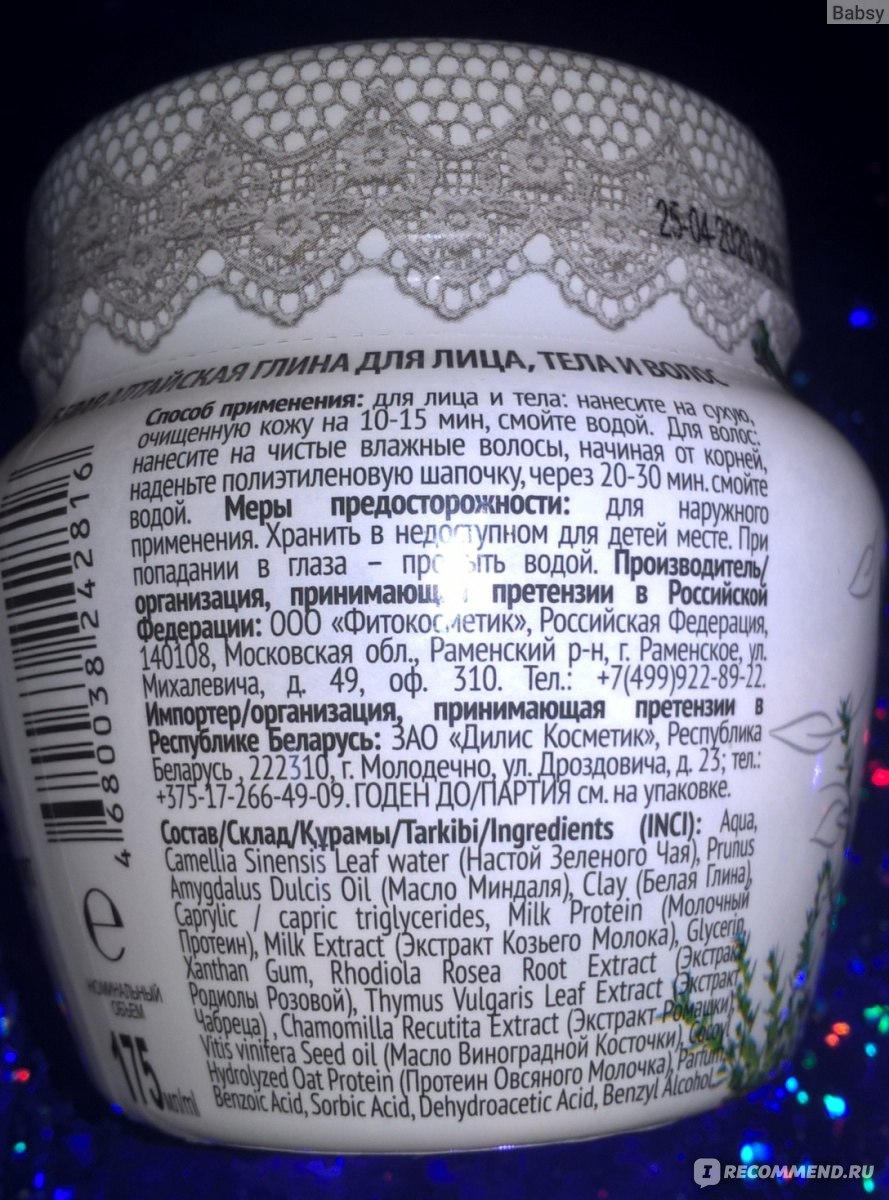 Babsy
25-04-2020
АЛТАЙСКАЯ ГЛИНА ДЛЯ ЛИЦА, ТЕЛА И ВОЛОС
Способ применения: для лица и тела: нанесите на сухую,
очищенную кожу на 10-15 мин, смойте водой. Для волос:
нанесите на чистые влажные волосы, начиная от корней,
наденьте полиэтиленовую шапочку, через 20-30 мин. смойте
водой. Меры предосторожности: для наружного
применения. Хранить в недоступном для детей месте. При
попадании в глаза – промыть водой. Производитель/
организация, принимающая претензии в Российской
Федерации: ООО «Фитокосметик», Российская Федерация,
140108, Московская обл., Раменский р-н, г. Раменское, ул.
Михалевича, д. 49, оф. 310. Тел.: +7(499)922-89-22.
Импортер/организация, принимающая претензии в
Республике Беларусь: ЗАО «Дилис Косметик», Республика
Беларусь , 222310, г. Молодечно, ул. Дроздовича, д. 23; тел.:
+375-17-266-49-09. ГОДЕН ДО/ПАРТИЯ см. на упаковке.
Состав/Склад/Құрамы/Tarkibi/Ingredients (INCI): Aqua,
Camellia Sinensis Leaf water (Настой Зеленого Чая), Prunus
Amygdalus Dulcis Oil (Масло Миндаля), Clay (Белая Глина),
Caprylic / capric triglycerides, Milk Protein (Молочный
Протеин), Milk Extract (Экстракт Козьего Молока), Glycerin,
Xanthan Gum, Rhodiola Rosea Root Extract (Экстракт
Родиолы Розовой), Thymus Vulgaris Leaf Extract (Экстракт
Чабреца) , Chamomilla Recutita Extract (Экстракт Ромашки),
Vitis vinifera Seed oil (Масло Виноградной Косточки),
Hydrolyzed Oat Protein (Протеин Овсяного Молочка), Parfum,
Benzoic Acid, Sorbic Acid, Dehydroacetic Acid, Benzyl Alcohol.
4 680038 242816
e
НОМИНАЛЬНЫЙ
ОБЪЕМ
175 мл/ml
I RECOMMEND.RU